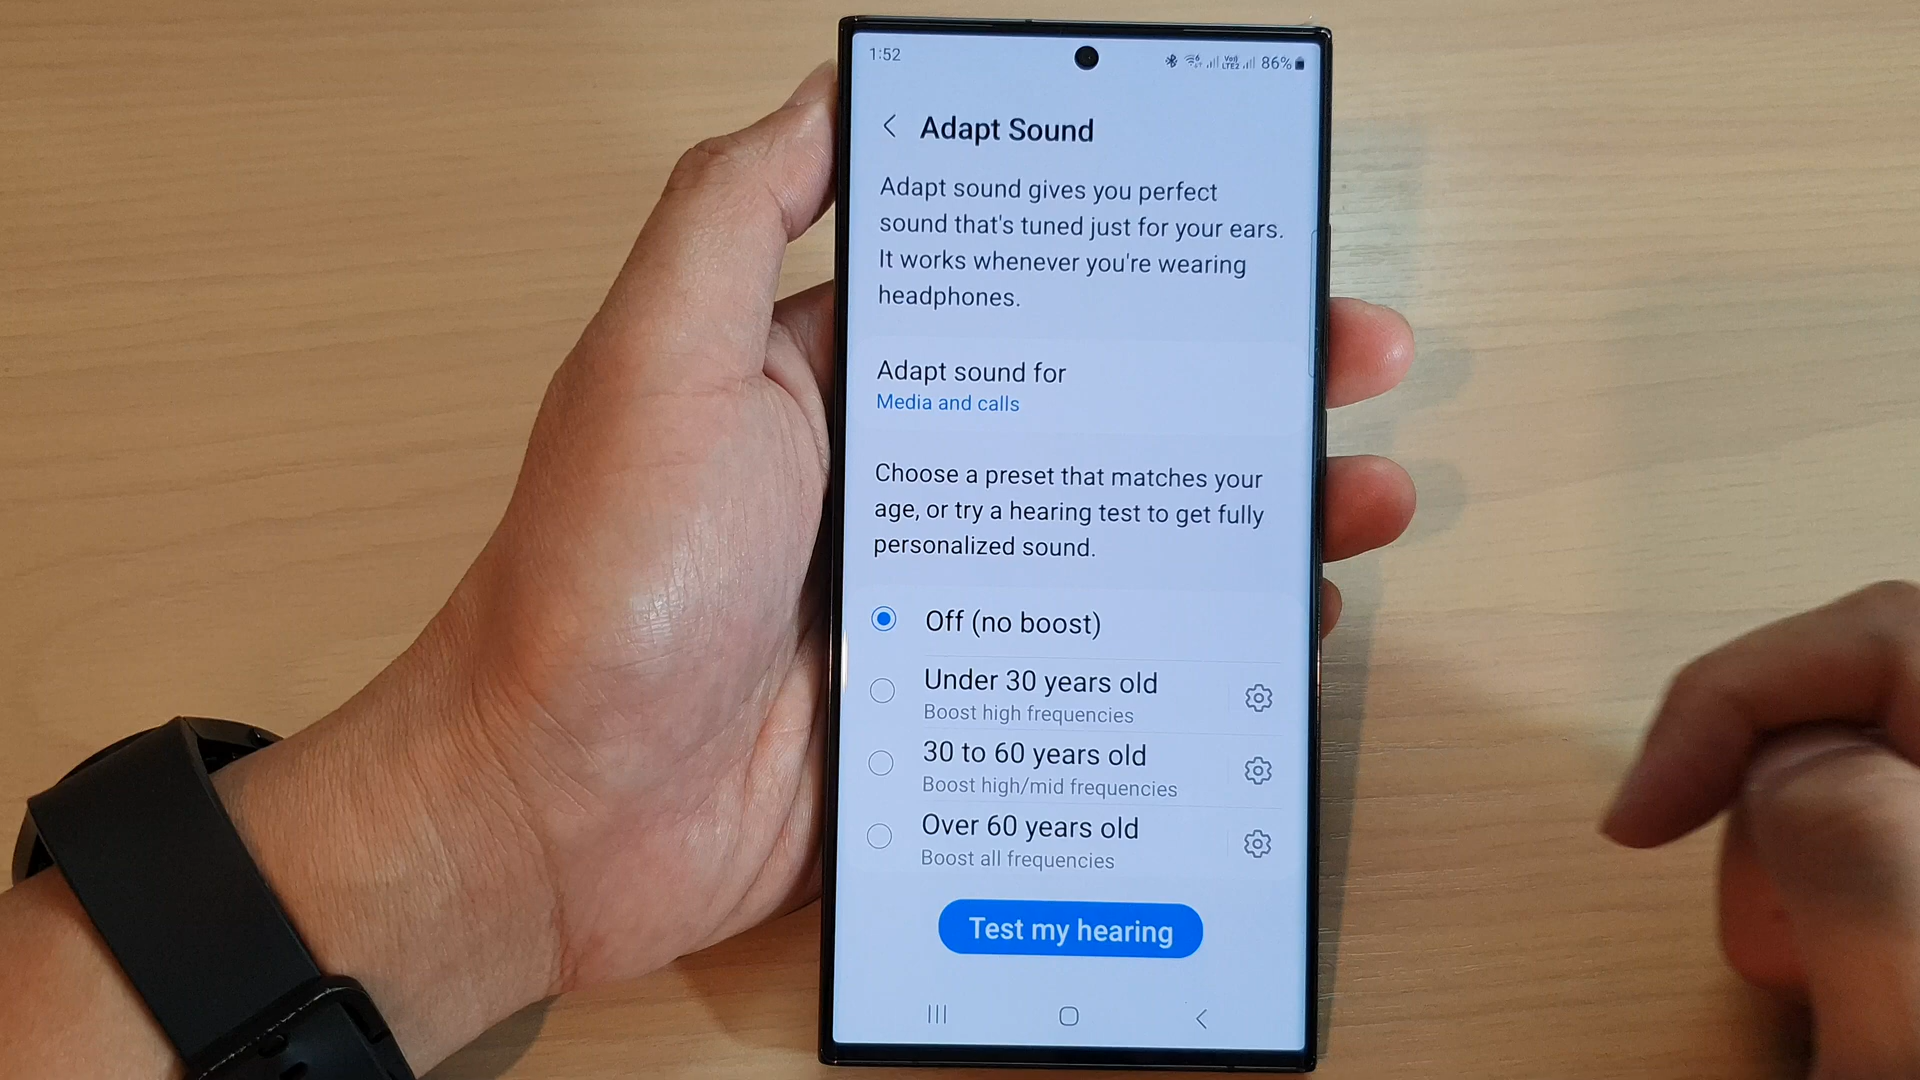 1:52
86%
Adapt Sound
Adapt sound gives you perfect
sound that's tuned just for your ears.
It works whenever you're wearing
headphones.
Adapt sound for
Media and calls
Choose a preset that matches your
age, or try a hearing test to get fully
personalized sound.
Off (no boost)
Under 30 years old
Boost high frequencies
30 to 60 years old
Boost high/mid frequencies
Over 60 years old
Boost all frequencies
Test my hearing